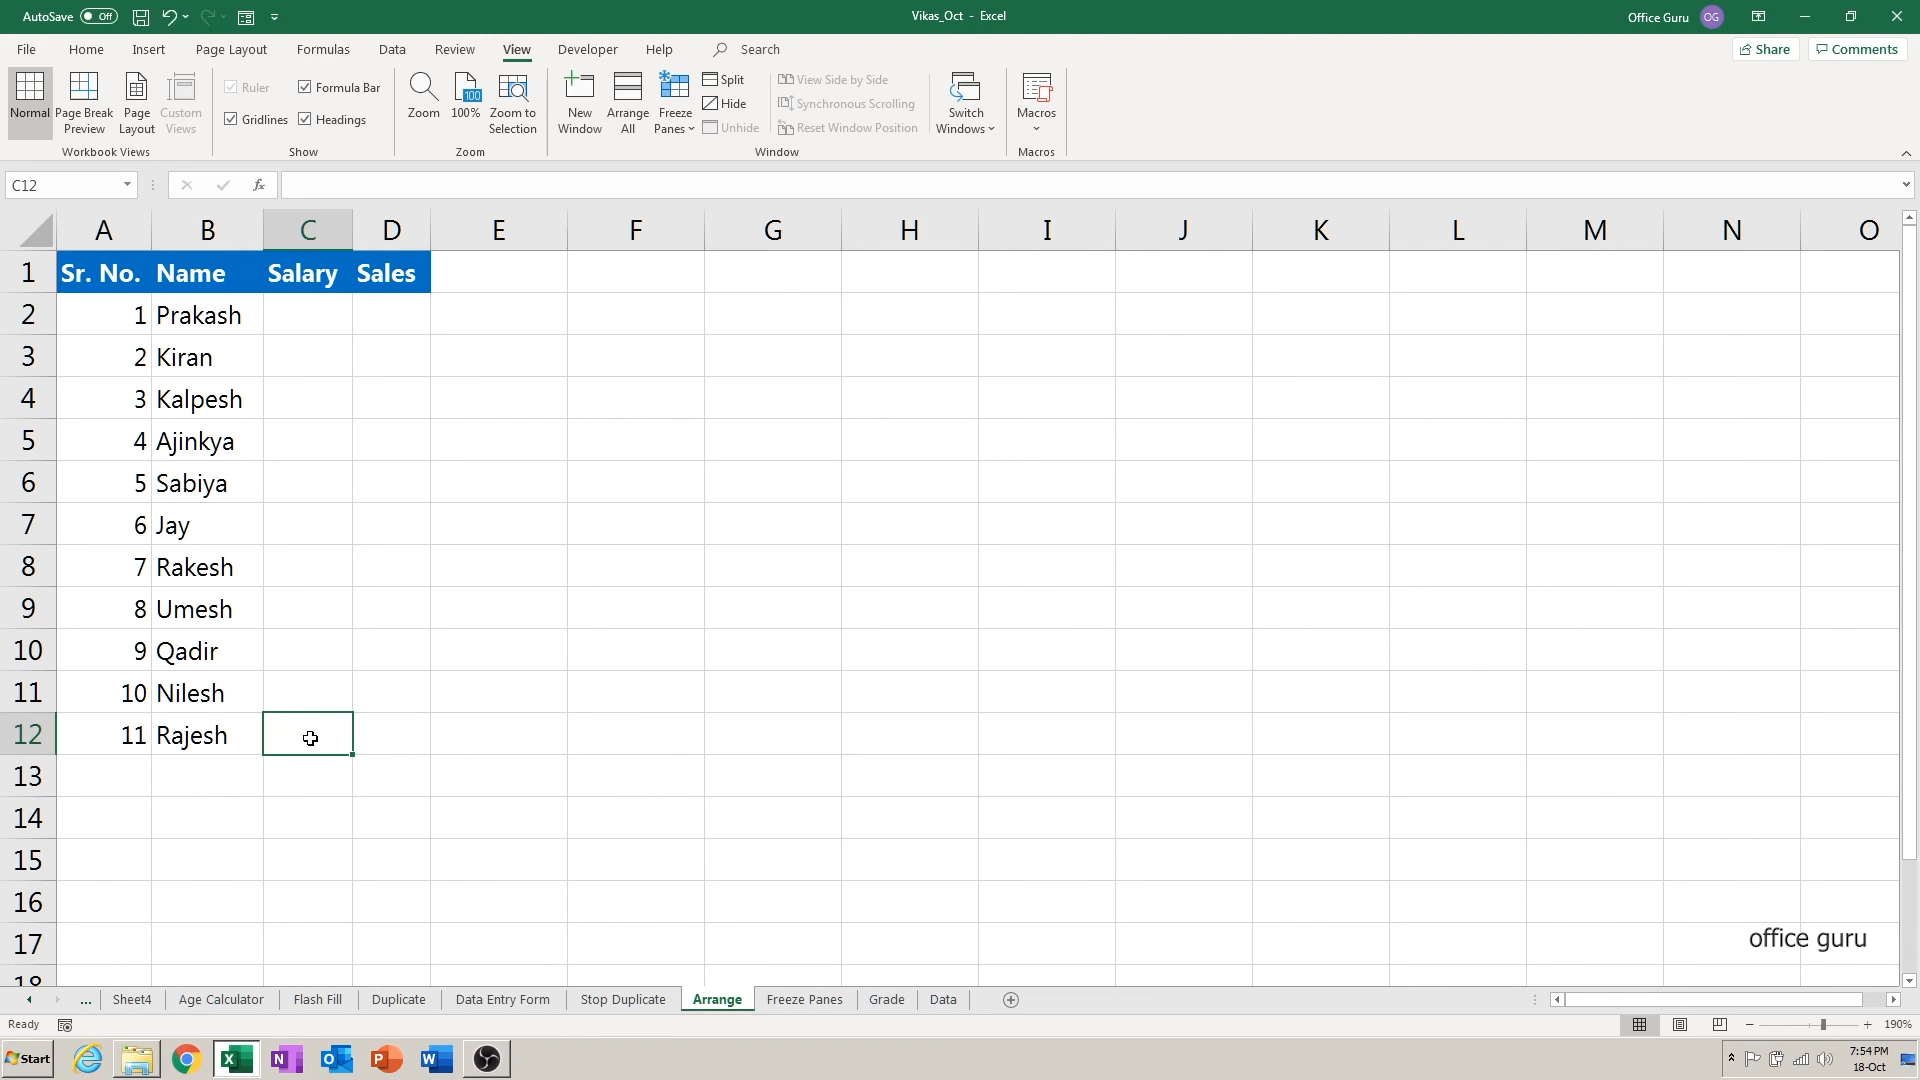 AutoSave Off Vikas_Oct - Excel Office Guru OG
File Home Insert Page Layout Formulas Data Review View Developer Help Search Share Comments
Normal Page Break Preview Page Layout Custom Views
Workbook Views
Ruler Formula Bar
Gridlines Headings
Show
Zoom 100 100% Zoom to Selection
Zoom
New Window Arrange All Freeze Panes
Split
Hide
Unhide
View Side by Side
Synchronous Scrolling
Reset Window Position
Switch Windows
Window
Macros
Macros
C12 fx
A B C D E F G H I J K L M N O
1 Sr. No. Name Salary Sales
2 1 Prakash
3 2 Kiran
4 3 Kalpesh
5 4 Ajinkya
6 5 Sabiya
7 6 Jay
8 7 Rakesh
9 8 Umesh
10 9 Qadir
11 10 Nilesh
12 11 Rajesh
13
14
15
16
17
office guru
18
... Sheet4 Age Calculator Flash Fill Duplicate Data Entry Form Stop Duplicate Arrange Freeze Panes Grade Data
Ready 190%
Start 7:54 PM
18-Oct